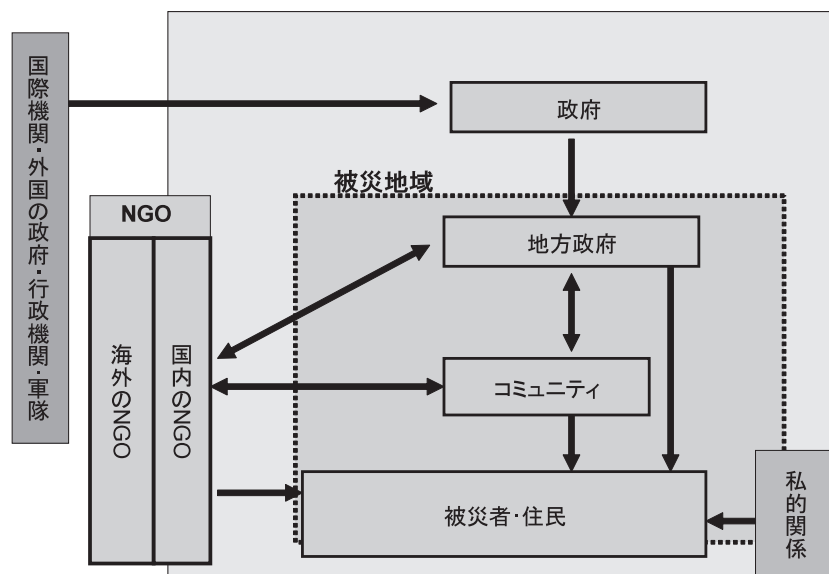 国際機関・外国の政府・行政機関・軍隊
政府
被災地域
NGO
地方政府
海外のNGO
国内のNGO
コミュニティ
被災者・住民
私的関係